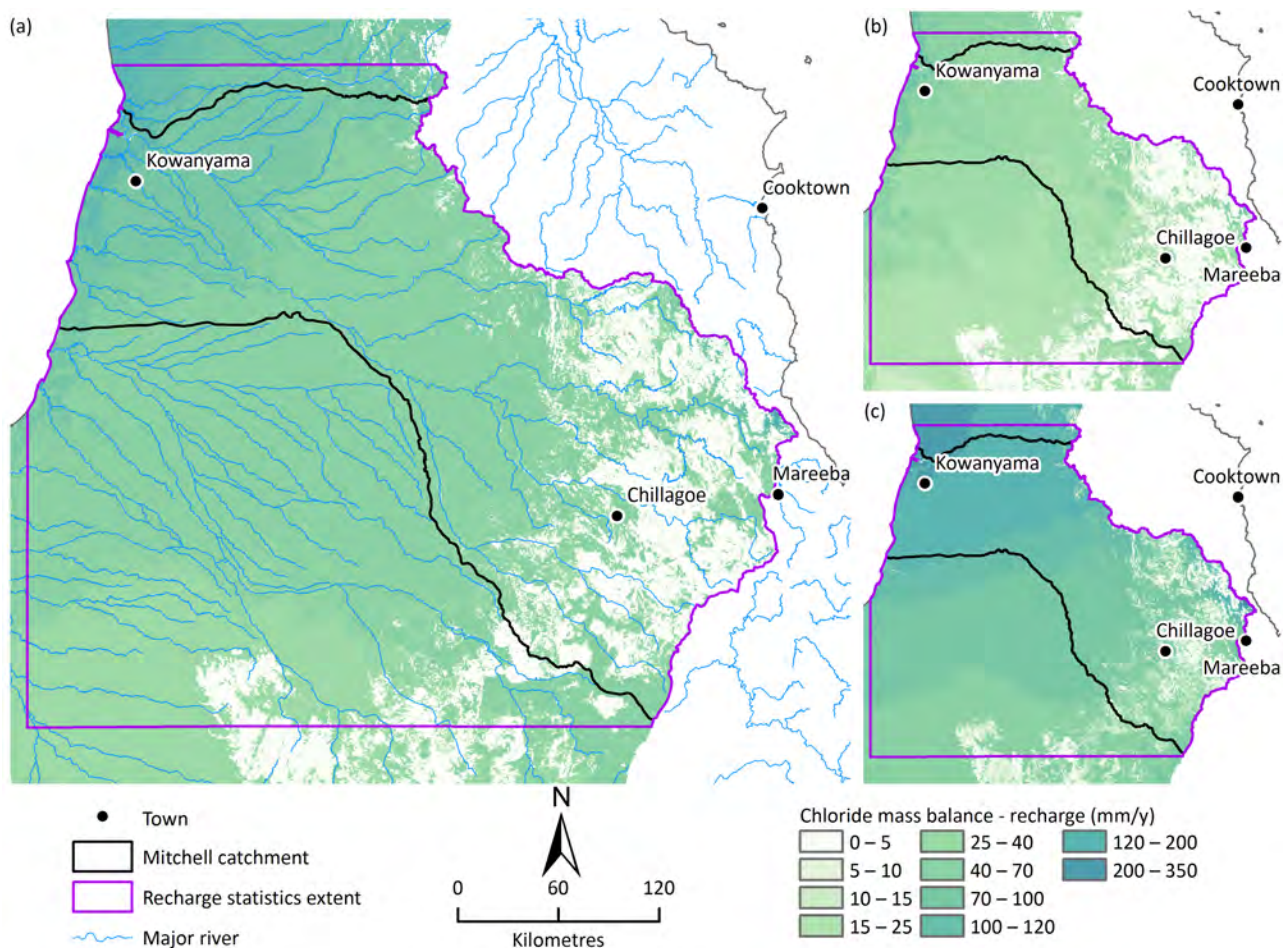 (a)
Kowanyama
Cooktown
Chillagoe
Mareeba
(b)
Kowanyama
Cooktown
Chillagoe
Mareeba
(c)
Kowanyama
Cooktown
Chillagoe
Mareeba
Town
Mitchell catchment
Recharge statistics extent
Major river
N
0 60 120
Kilometres
Chloride mass balance - recharge (mm/y)
0 – 5
5 – 10
10 – 15
15 – 25
25 – 40
40 – 70
70 – 100
100 – 120
120 – 200
200 – 350